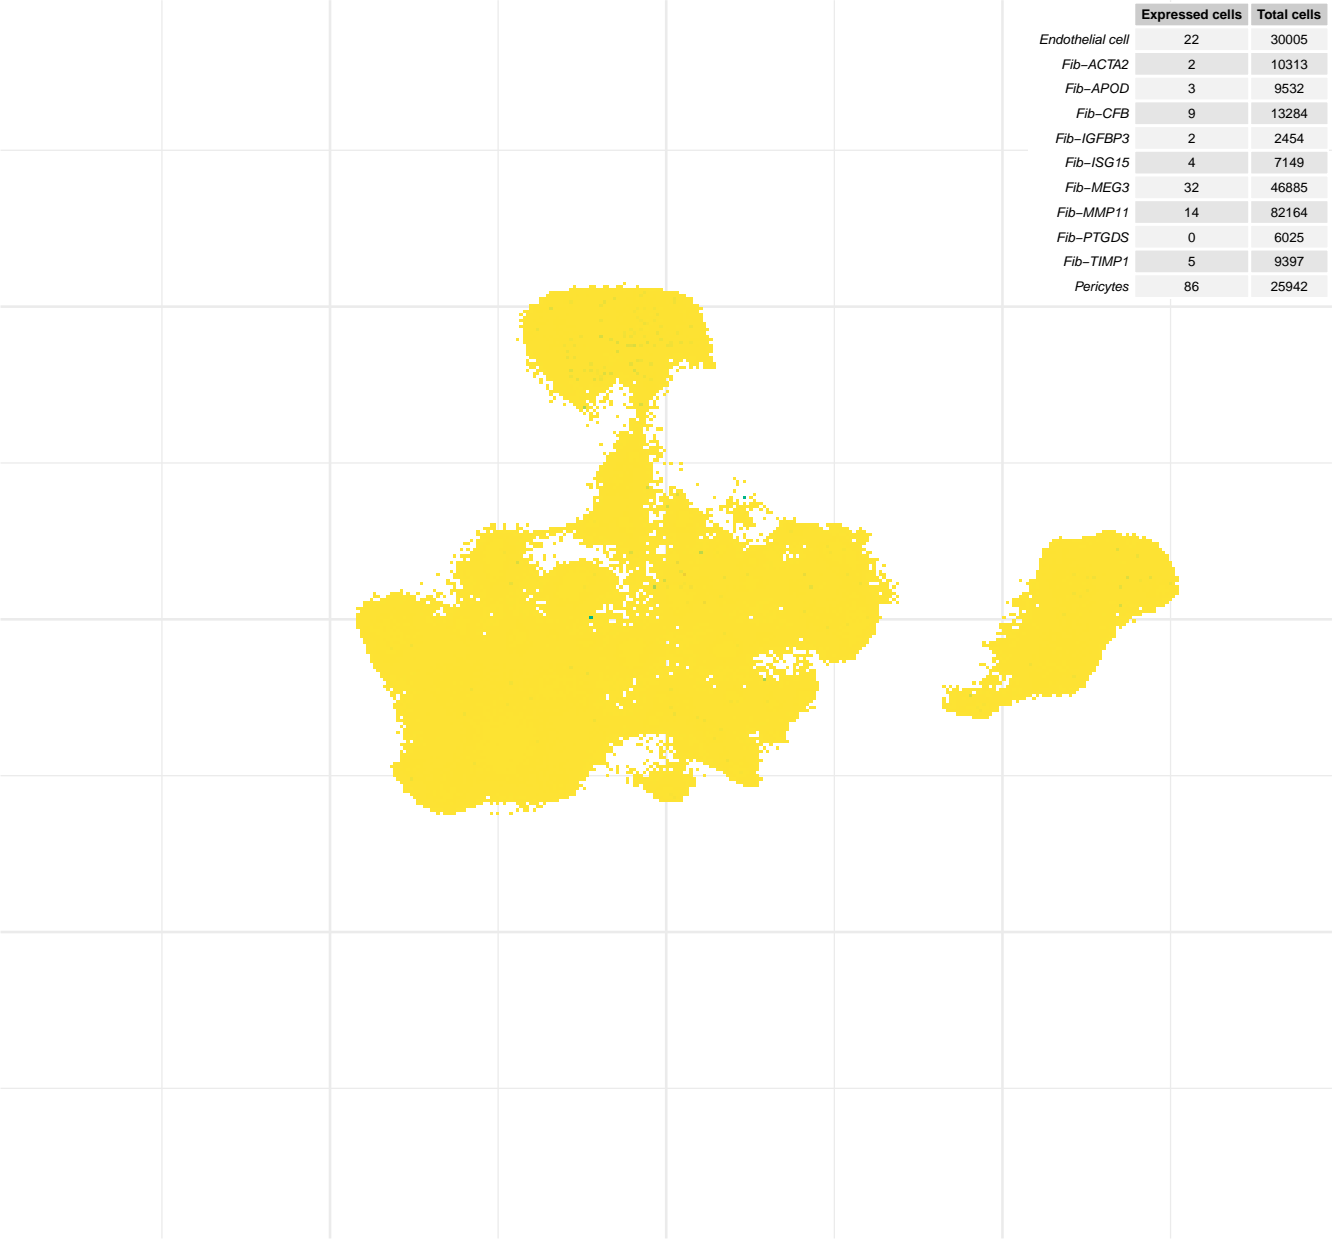 Expressed cells Total cells
Endothelial cell 22 30005
Fib−ACTA2 2 10313
Fib−APOD 3 9532
Fib−CFB 9 13284
Fib−IGFBP3 2 2454
Fib−ISG15 4 7149
Fib−MEG3 32 46885
Fib−MMP11 14 82164
Fib−PTGDS 0 6025
Fib−TIMP1 5 9397
Pericytes 86 25942